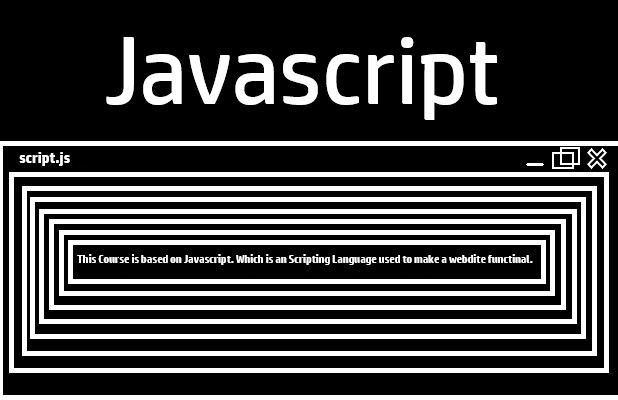 Javascript
script.js
This Course is based on Javascript. Which is an Scripting Language used to make a webdite functinal.